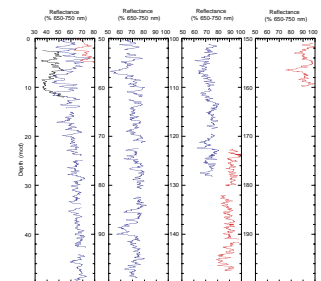 Reflectance Reflectance Reflectance Reflectance
(% 650-750 nm) (% 650-750 nm) (% 650-750 nm) (% 650-750 nm)
30 40 50 60 70 80 50 60 70 80 90 100 50 60 70 80 90 100 50 60 70 80 90 100
0 50 100 150
10 60 110 160
20 70 120 170
Depth (mcd)
30 80 130 180
40 90 140 190